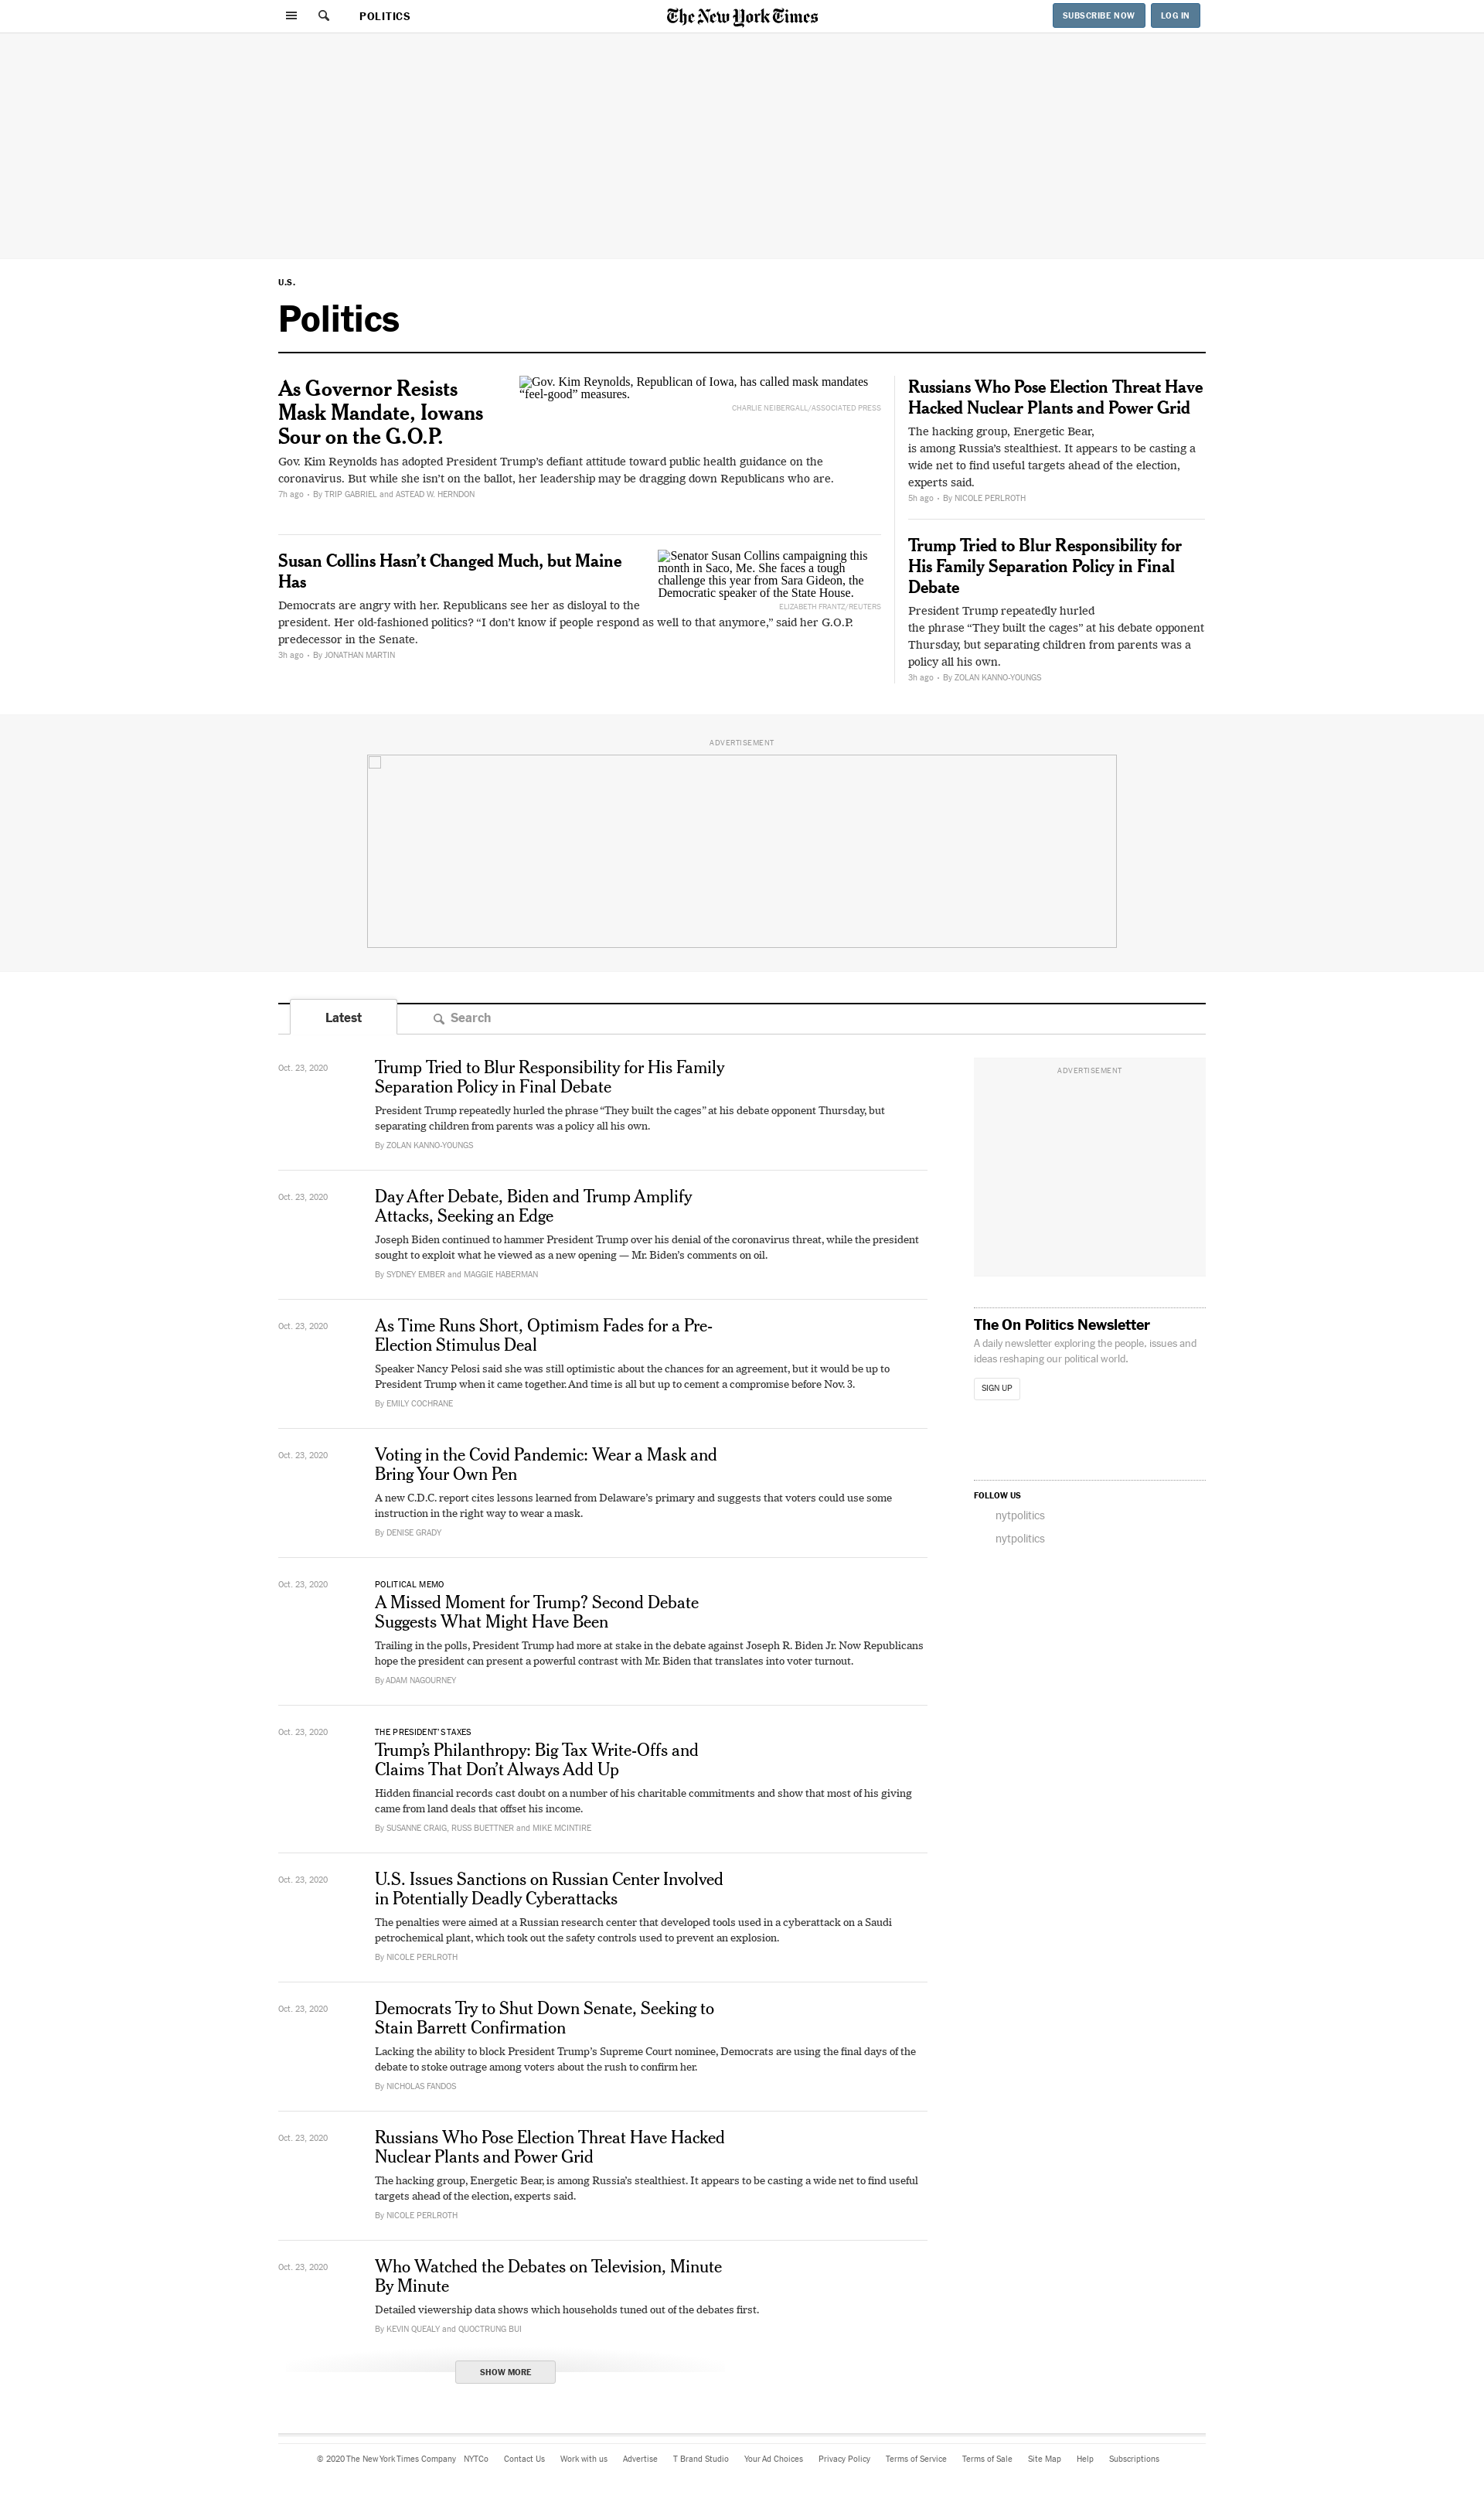 POLITICS
The New York Times
SUBSCRIBE NOW
LOG IN
U.S.
Politics
As Governor Resists
Mask Mandate, Iowans
Sour on the G.O.P.
Gov. Kim Reynolds, Republican of Iowa, has called mask mandates
“feel-good” measures.
CHARLIE NEIBERGALL/ASSOCIATED PRESS
Gov. Kim Reynolds has adopted President Trump’s defiant attitude toward public health guidance on the
coronavirus. But while she isn’t on the ballot, her leadership may be dragging down Republicans who are.
7h ago • By TRIP GABRIEL and ASTEAD W. HERNDON
Susan Collins Hasn’t Changed Much, but Maine
Has
Senator Susan Collins campaigning this
month in Saco, Me. She faces a tough
challenge this year from Sara Gideon, the
Democratic speaker of the State House.
ELIZABETH FRANTZ/REUTERS
Democrats are angry with her. Republicans see her as disloyal to the
president. Her old-fashioned politics? “I don’t know if people respond as well to that anymore,” said her G.O.P.
predecessor in the Senate.
3h ago • By JONATHAN MARTIN
Russians Who Pose Election Threat Have
Hacked Nuclear Plants and Power Grid
The hacking group, Energetic Bear,
is among Russia’s stealthiest. It appears to be casting a
wide net to find useful targets ahead of the election,
experts said.
5h ago • By NICOLE PERLROTH
Trump Tried to Blur Responsibility for
His Family Separation Policy in Final
Debate
President Trump repeatedly hurled
the phrase “They built the cages” at his debate opponent
Thursday, but separating children from parents was a
policy all his own.
3h ago • By ZOLAN KANNO-YOUNGS
ADVERTISEMENT
Latest
Search
Oct. 23, 2020
Trump Tried to Blur Responsibility for His Family
Separation Policy in Final Debate
President Trump repeatedly hurled the phrase “They built the cages” at his debate opponent Thursday, but
separating children from parents was a policy all his own.
By ZOLAN KANNO-YOUNGS
Oct. 23, 2020
Day After Debate, Biden and Trump Amplify
Attacks, Seeking an Edge
Joseph Biden continued to hammer President Trump over his denial of the coronavirus threat, while the president
sought to exploit what he viewed as a new opening — Mr. Biden’s comments on oil.
By SYDNEY EMBER and MAGGIE HABERMAN
Oct. 23, 2020
As Time Runs Short, Optimism Fades for a Pre-
Election Stimulus Deal
Speaker Nancy Pelosi said she was still optimistic about the chances for an agreement, but it would be up to
President Trump when it came together. And time is all but up to cement a compromise before Nov. 3.
By EMILY COCHRANE
Oct. 23, 2020
Voting in the Covid Pandemic: Wear a Mask and
Bring Your Own Pen
A new C.D.C. report cites lessons learned from Delaware’s primary and suggests that voters could use some
instruction in the right way to wear a mask.
By DENISE GRADY
Oct. 23, 2020
POLITICAL MEMO
A Missed Moment for Trump? Second Debate
Suggests What Might Have Been
Trailing in the polls, President Trump had more at stake in the debate against Joseph R. Biden Jr. Now Republicans
hope the president can present a powerful contrast with Mr. Biden that translates into voter turnout.
By ADAM NAGOURNEY
Oct. 23, 2020
THE PRESIDENT’S TAXES
Trump’s Philanthropy: Big Tax Write-Offs and
Claims That Don’t Always Add Up
Hidden financial records cast doubt on a number of his charitable commitments and show that most of his giving
came from land deals that offset his income.
By SUSANNE CRAIG, RUSS BUETTNER and MIKE MCINTIRE
Oct. 23, 2020
U.S. Issues Sanctions on Russian Center Involved
in Potentially Deadly Cyberattacks
The penalties were aimed at a Russian research center that developed tools used in a cyberattack on a Saudi
petrochemical plant, which took out the safety controls used to prevent an explosion.
By NICOLE PERLROTH
Oct. 23, 2020
Democrats Try to Shut Down Senate, Seeking to
Stain Barrett Confirmation
Lacking the ability to block President Trump’s Supreme Court nominee, Democrats are using the final days of the
debate to stoke outrage among voters about the rush to confirm her.
By NICHOLAS FANDOS
Oct. 23, 2020
Russians Who Pose Election Threat Have Hacked
Nuclear Plants and Power Grid
The hacking group, Energetic Bear, is among Russia’s stealthiest. It appears to be casting a wide net to find useful
targets ahead of the election, experts said.
By NICOLE PERLROTH
Oct. 23, 2020
Who Watched the Debates on Television, Minute
By Minute
Detailed viewership data shows which households tuned out of the debates first.
By KEVIN QUEALY and QUOCTRUNG BUI
SHOW MORE
ADVERTISEMENT
The On Politics Newsletter
A daily newsletter exploring the people, issues and
ideas reshaping our political world.
SIGN UP
FOLLOW US
nytpolitics
nytpolitics
© 2020 The New York Times Company NYTCo Contact Us Work with us Advertise T Brand Studio Your Ad Choices Privacy Policy Terms of Service Terms of Sale Site Map Help Subscriptions